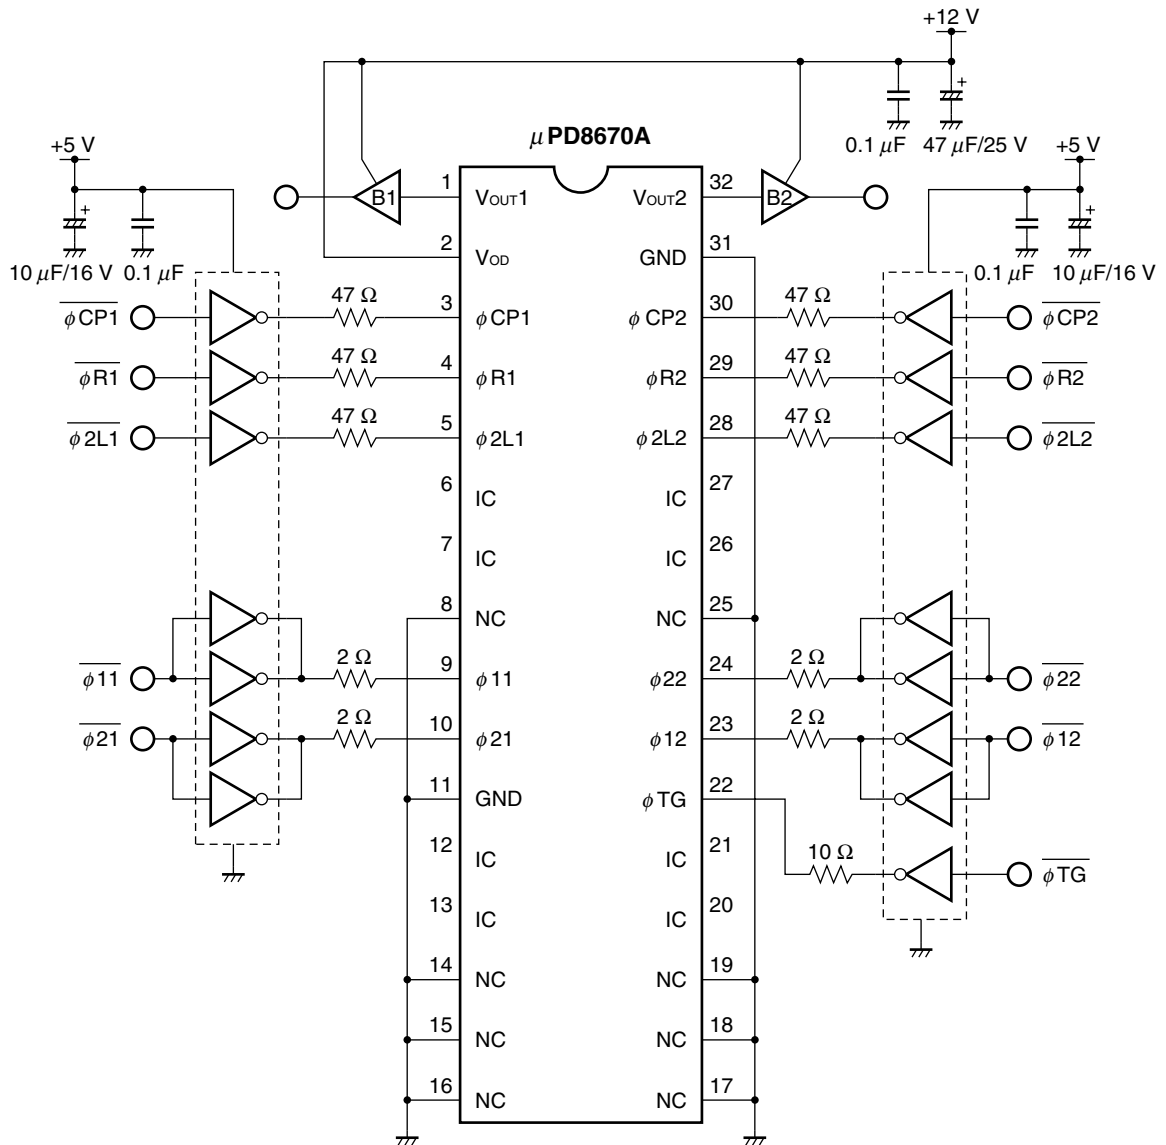 +12 V
0.1 μF 47 μF/25 V
μPD8670A
+5 V
+5 V
B1
1
VOUT1
VOUT2
32
B2
10 μF/16 V 0.1 μF
2
VOD
GND
31
0.1 μF 10 μF/16 V
φCP1
47 Ω
3
φCP1
φCP2
30
47 Ω
φCP2
φR1
47 Ω
4
φR1
φR2
29
47 Ω
φR2
φ2L1
47 Ω
5
φ2L1
φ2L2
28
47 Ω
φ2L2
6
IC
IC
27
7
IC
IC
26
8
NC
NC
25
φ11
2 Ω
9
φ11
φ22
24
2 Ω
φ22
φ21
2 Ω
10
φ21
φ12
23
2 Ω
φ12
11
GND
φTG
22
12
IC
IC
21
10 Ω
φTG
13
IC
IC
20
14
NC
NC
19
15
NC
NC
18
16
NC
NC
17